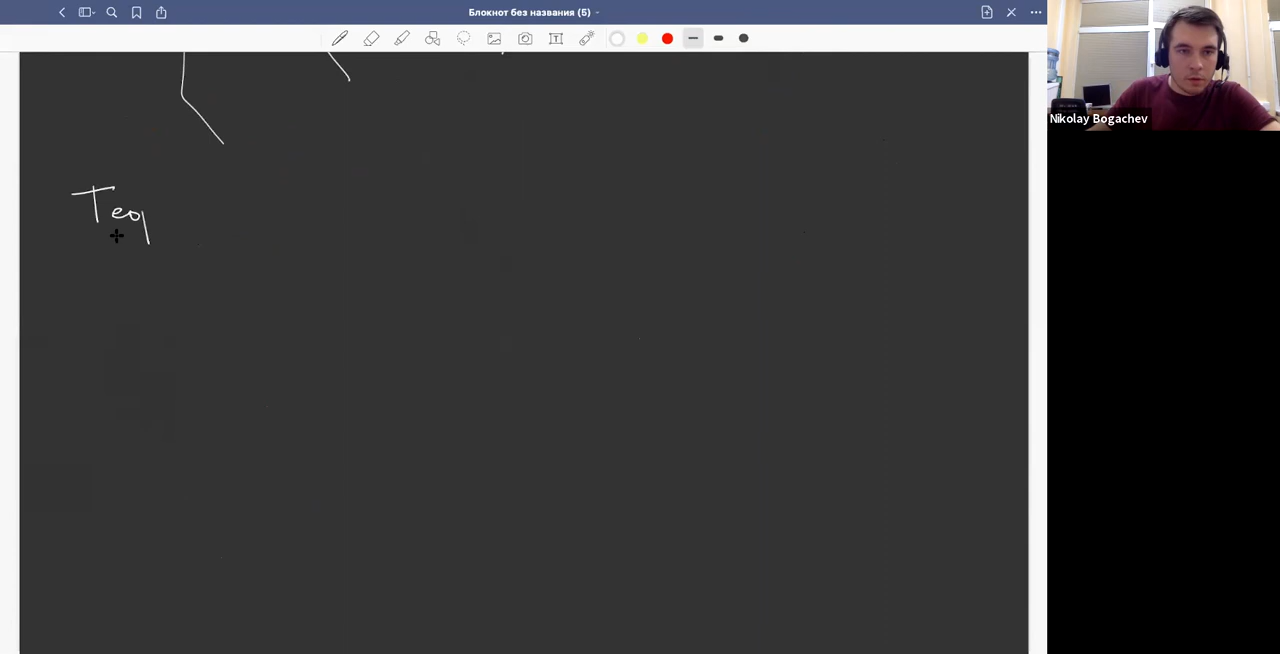 Блокнот без названия (5)
Nikolay Bogachev
Теор